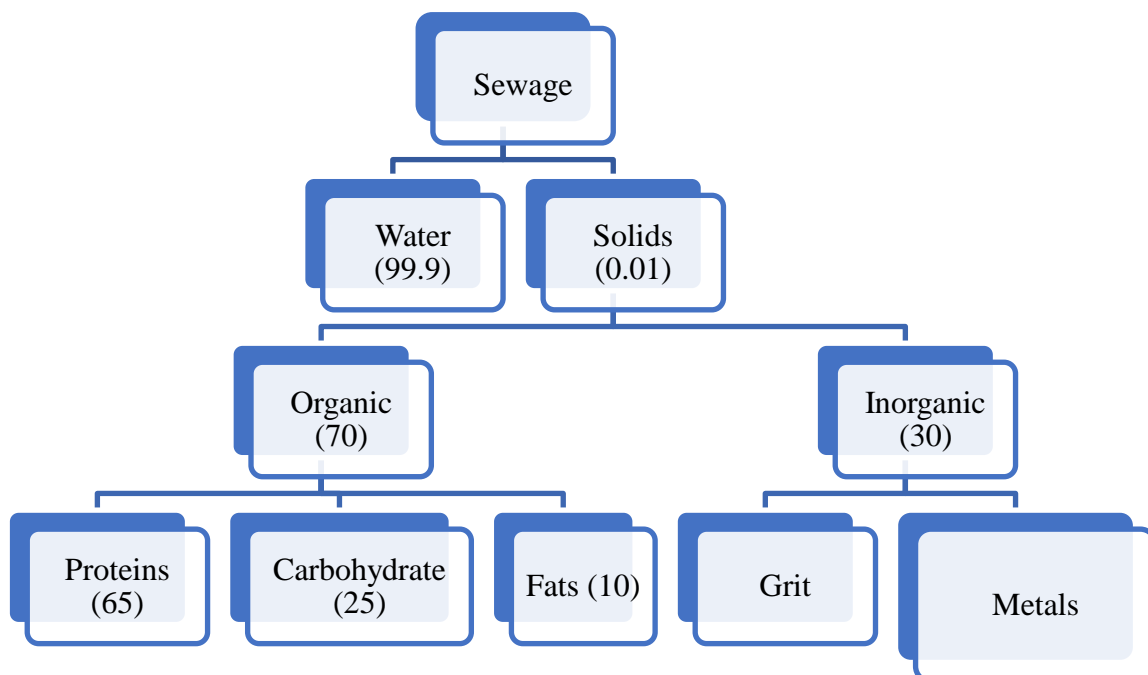 Sewage
Water
(99.9)
Solids
(0.01)
Organic
(70)
Inorganic
(30)
Proteins
(65)
Carbohydrate
(25)
Fats (10)
Grit
Metals